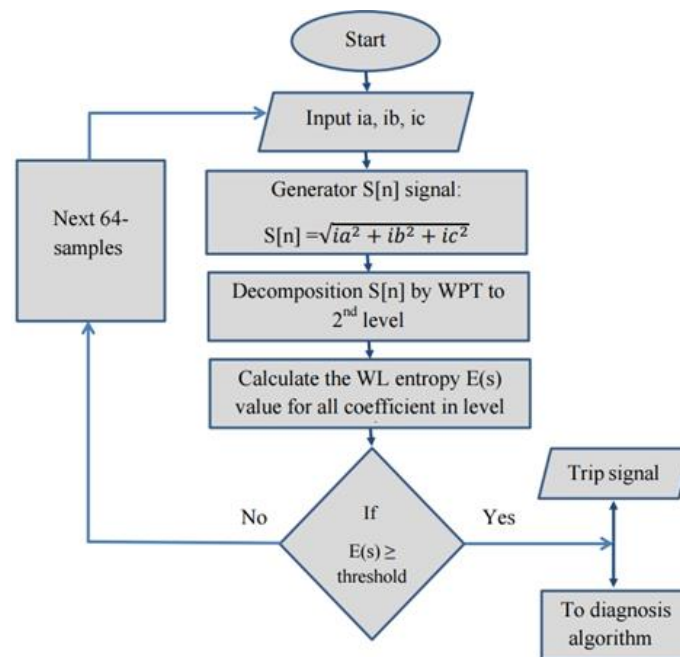 Start
Input ia, ib, ic
Generator S[n] signal:
S[n] =√ia² + ib² + ic²
Decomposition S[n] by WPT to
2nd level
Calculate the WL entropy E(s)
value for all coefficient in level
If
E(s) ≥
threshold
No
Yes
Next 64-
samples
Trip signal
To diagnosis
algorithm